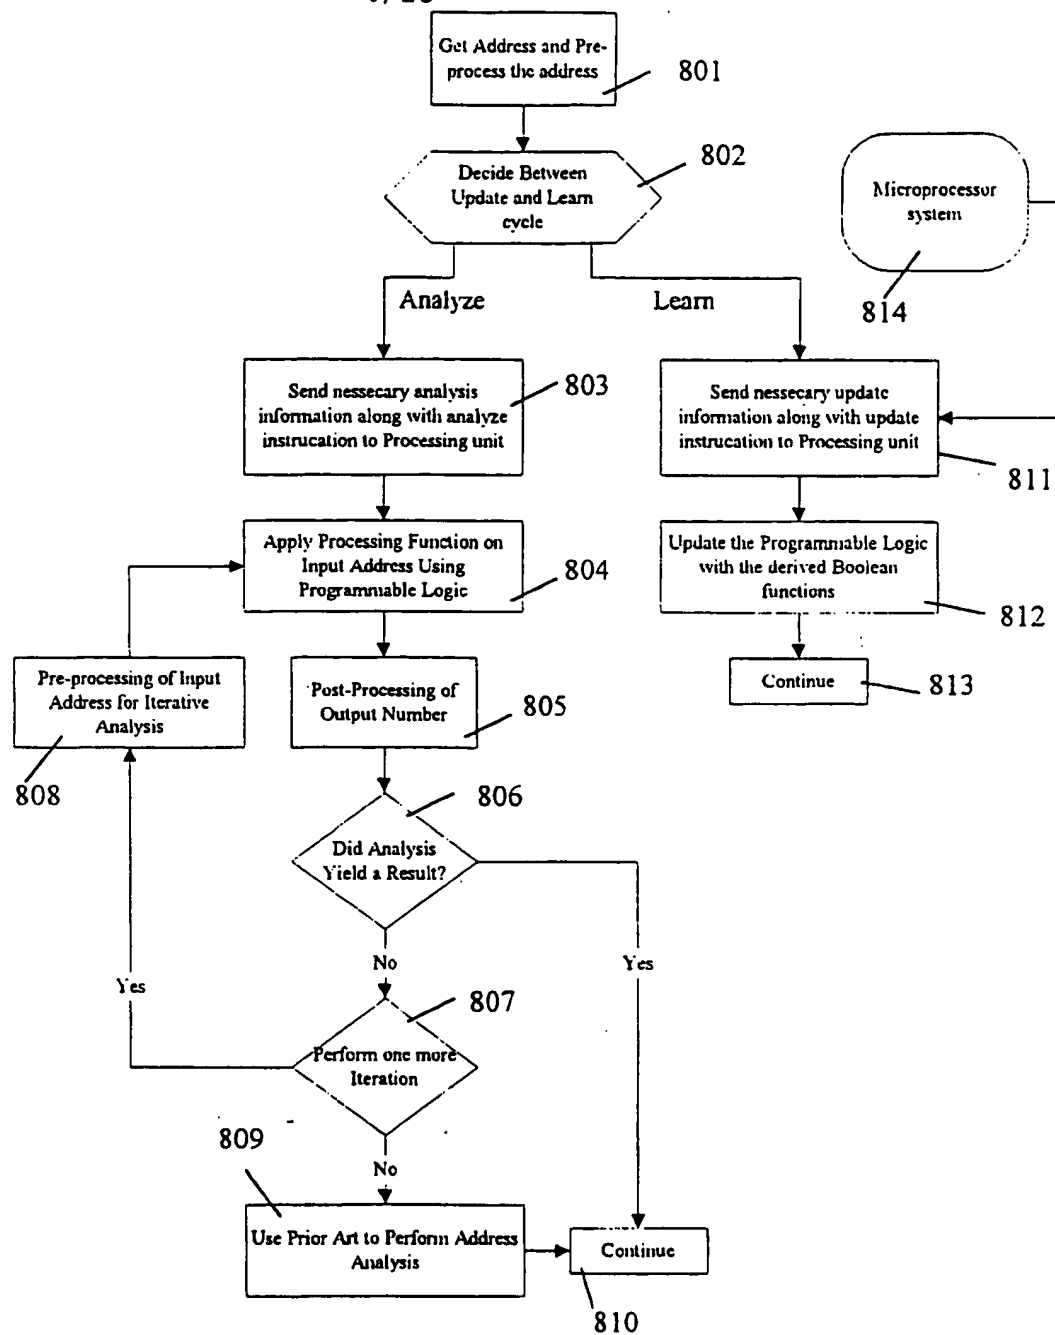 Get Address and Pre-
process the address
801
802
Decide Between
Update and Learn
cycle
Microprocessor
system
814
Analyze
Learn
Send nessecary analysis
information along with analyze
instrucation to Processing unit
803
Send nessecary update
information along with update
instrucation to Processing unit
811
Apply Processing Function on
Input Address Using
Programmable Logic
804
Update the Programmable Logic
with the derived Boolean
functions
812
Pre-processing of Input
Address for Iterative
Analysis
808
Post-Processing of
Output Number
805
Continue
813
806
Did Analysis
Yield a Result?
No
Yes
Yes
807
Perform one more
Iteration
809
No
Use Prior Art to Perform Address
Analysis
Continue
810